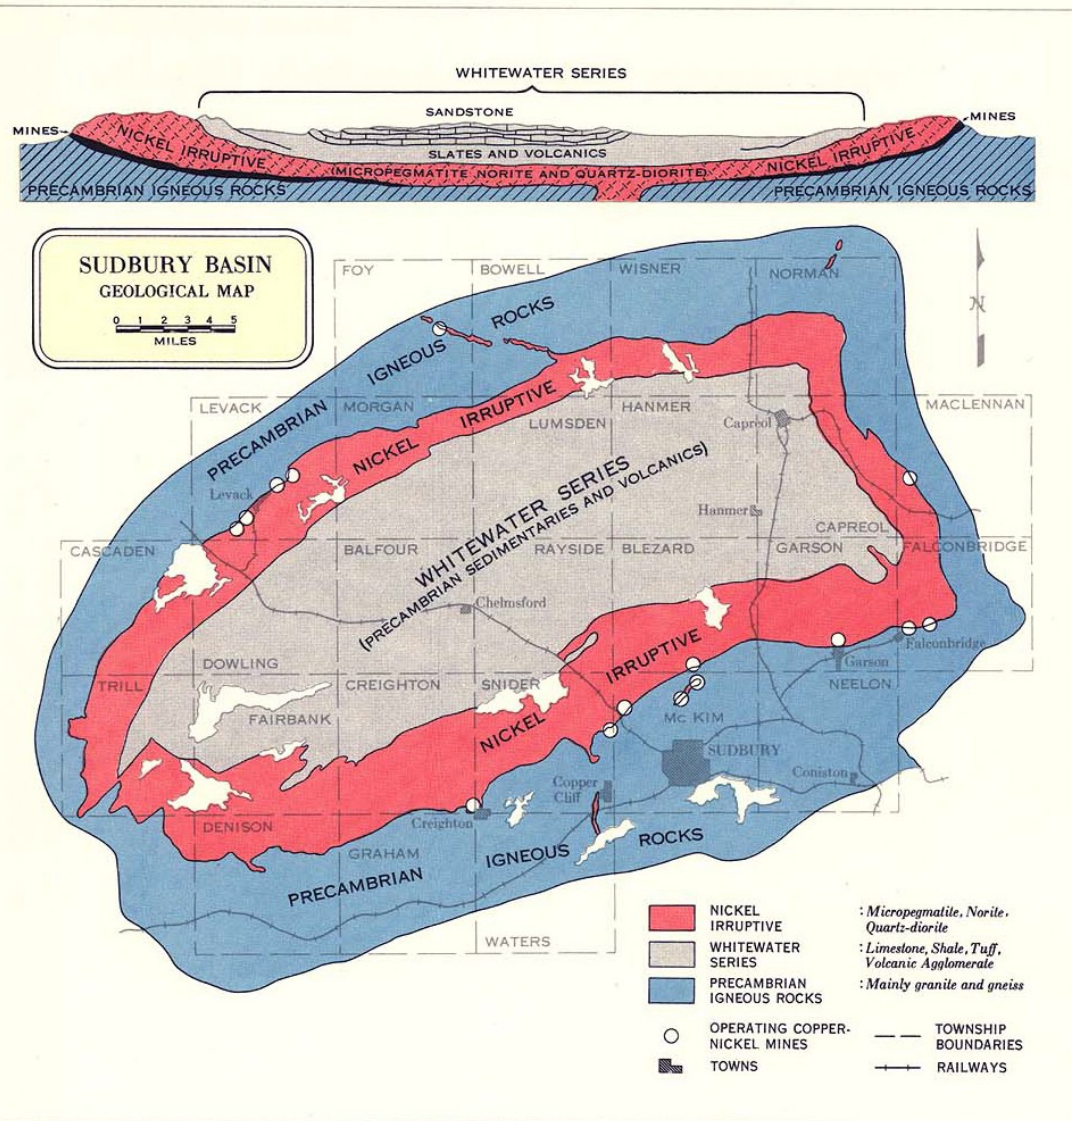 WHITEWATER SERIES
SANDSTONE
MINES
MINES
NICKEL IRRUPTIVE
SLATES AND VOLCANICS
NICKEL IRRUPTIVE
(MICROPEGMATITE, NORITE AND QUARTZ-DIORITE)
PRECAMBRIAN IGNEOUS ROCKS
PRECAMBRIAN IGNEOUS ROCKS
SUDBURY BASIN
GEOLOGICAL MAP
0 1 2 3 4 5
MILES
FOY
BOWELL
WISNER
NORMAN
N
IGNEOUS ROCKS
PRECAMBRIAN
LEVACK
MORGAN
NICKEL IRRUPTIVE
LUMSDEN
HANMER
MACLENNAN
Capreol
Levack
WHITEWATER SERIES
(PRECAMBRIAN SEDIMENTARIES AND VOLCANICS)
Hanmer
CAPREOL
CASCADEN
BALFOUR
RAYSIDE
BLEZARD
GARSON
FALCONBRIDGE
Chelmsford
Falconbridge
Garson
DOWLING
TRILL
CREIGHTON
SNIDER
NICKEL IRRUPTIVE
NEELON
FAIRBANK
Mc KIM
SUDBURY
Coniston
Copper
Cliff
DENISON
Creighton
GRAHAM
PRECAMBRIAN IGNEOUS ROCKS
WATERS
NICKEL
IRRUPTIVE
: Micropegmatite, Norite,
Quartz-diorite
WHITEWATER
SERIES
: Limestone, Shale, Tuff,
Volcanic Agglomerate
PRECAMBRIAN
IGNEOUS ROCKS
: Mainly granite and gneiss
OPERATING COPPER-
NICKEL MINES
TOWNSHIP
BOUNDARIES
TOWNS
RAILWAYS